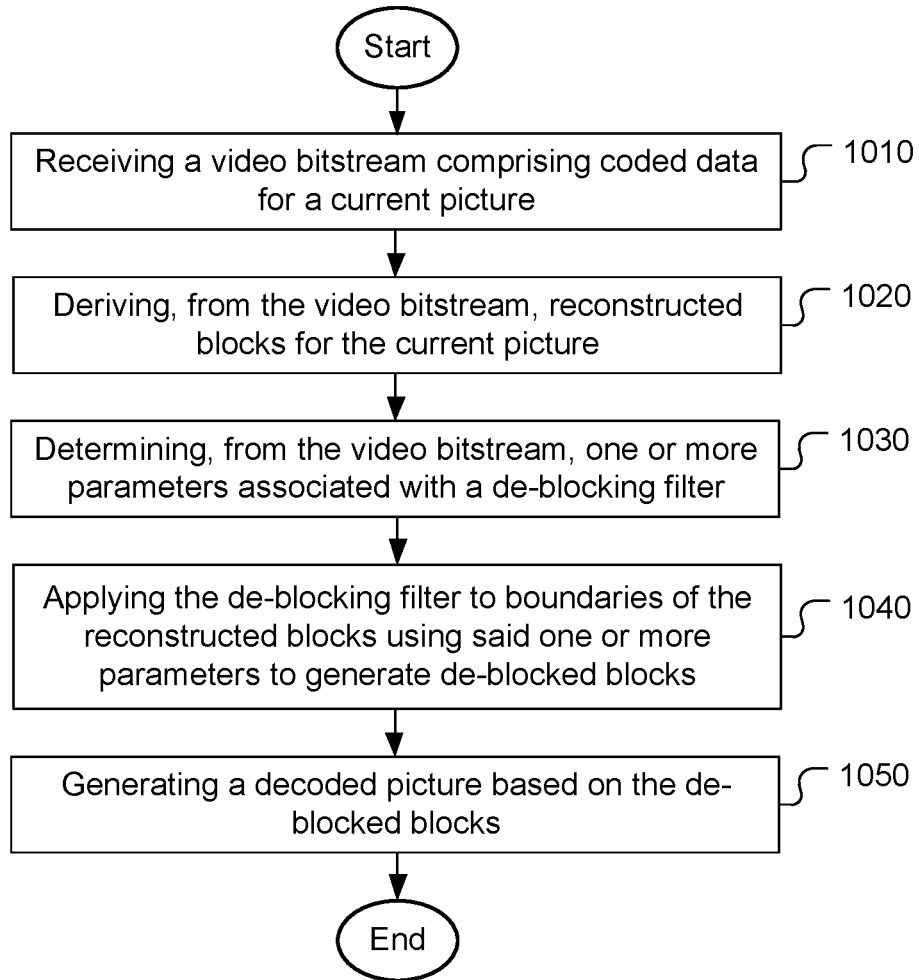 Start
Receiving a video bitstream comprising coded data
for a current picture
1010
Deriving, from the video bitstream, reconstructed
blocks for the current picture
1020
Determining, from the video bitstream, one or more
parameters associated with a de-blocking filter
1030
Applying the de-blocking filter to boundaries of the
reconstructed blocks using said one or more
parameters to generate de-blocked blocks
1040
Generating a decoded picture based on the de-
blocked blocks
1050
End